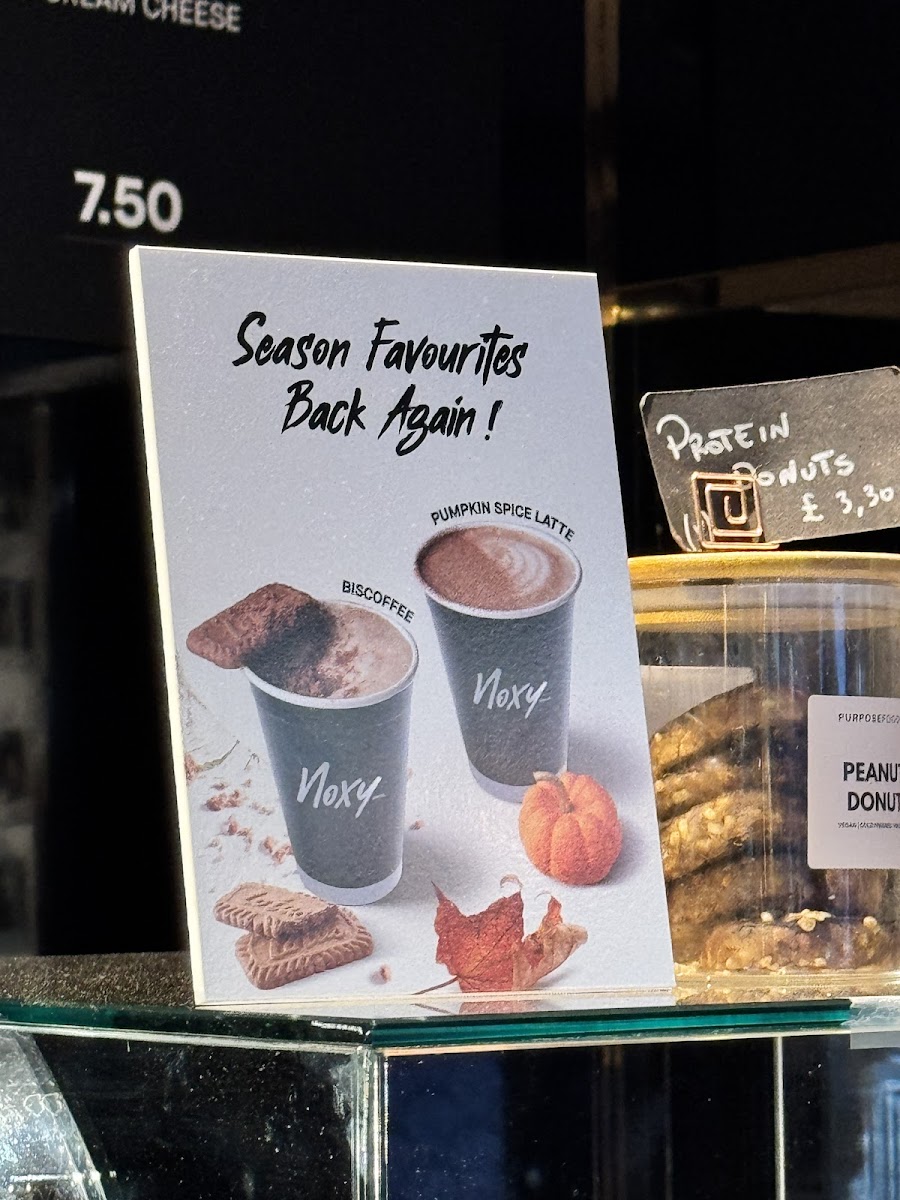 CREAM CHEESE
7.50
Season Favourites
Back Again !
PUMPKIN SPICE LATTE
BISCOFFEE
Noxy
Noxy
PROTEIN
DONUTS
£ 3,30
PEANU
DONUT